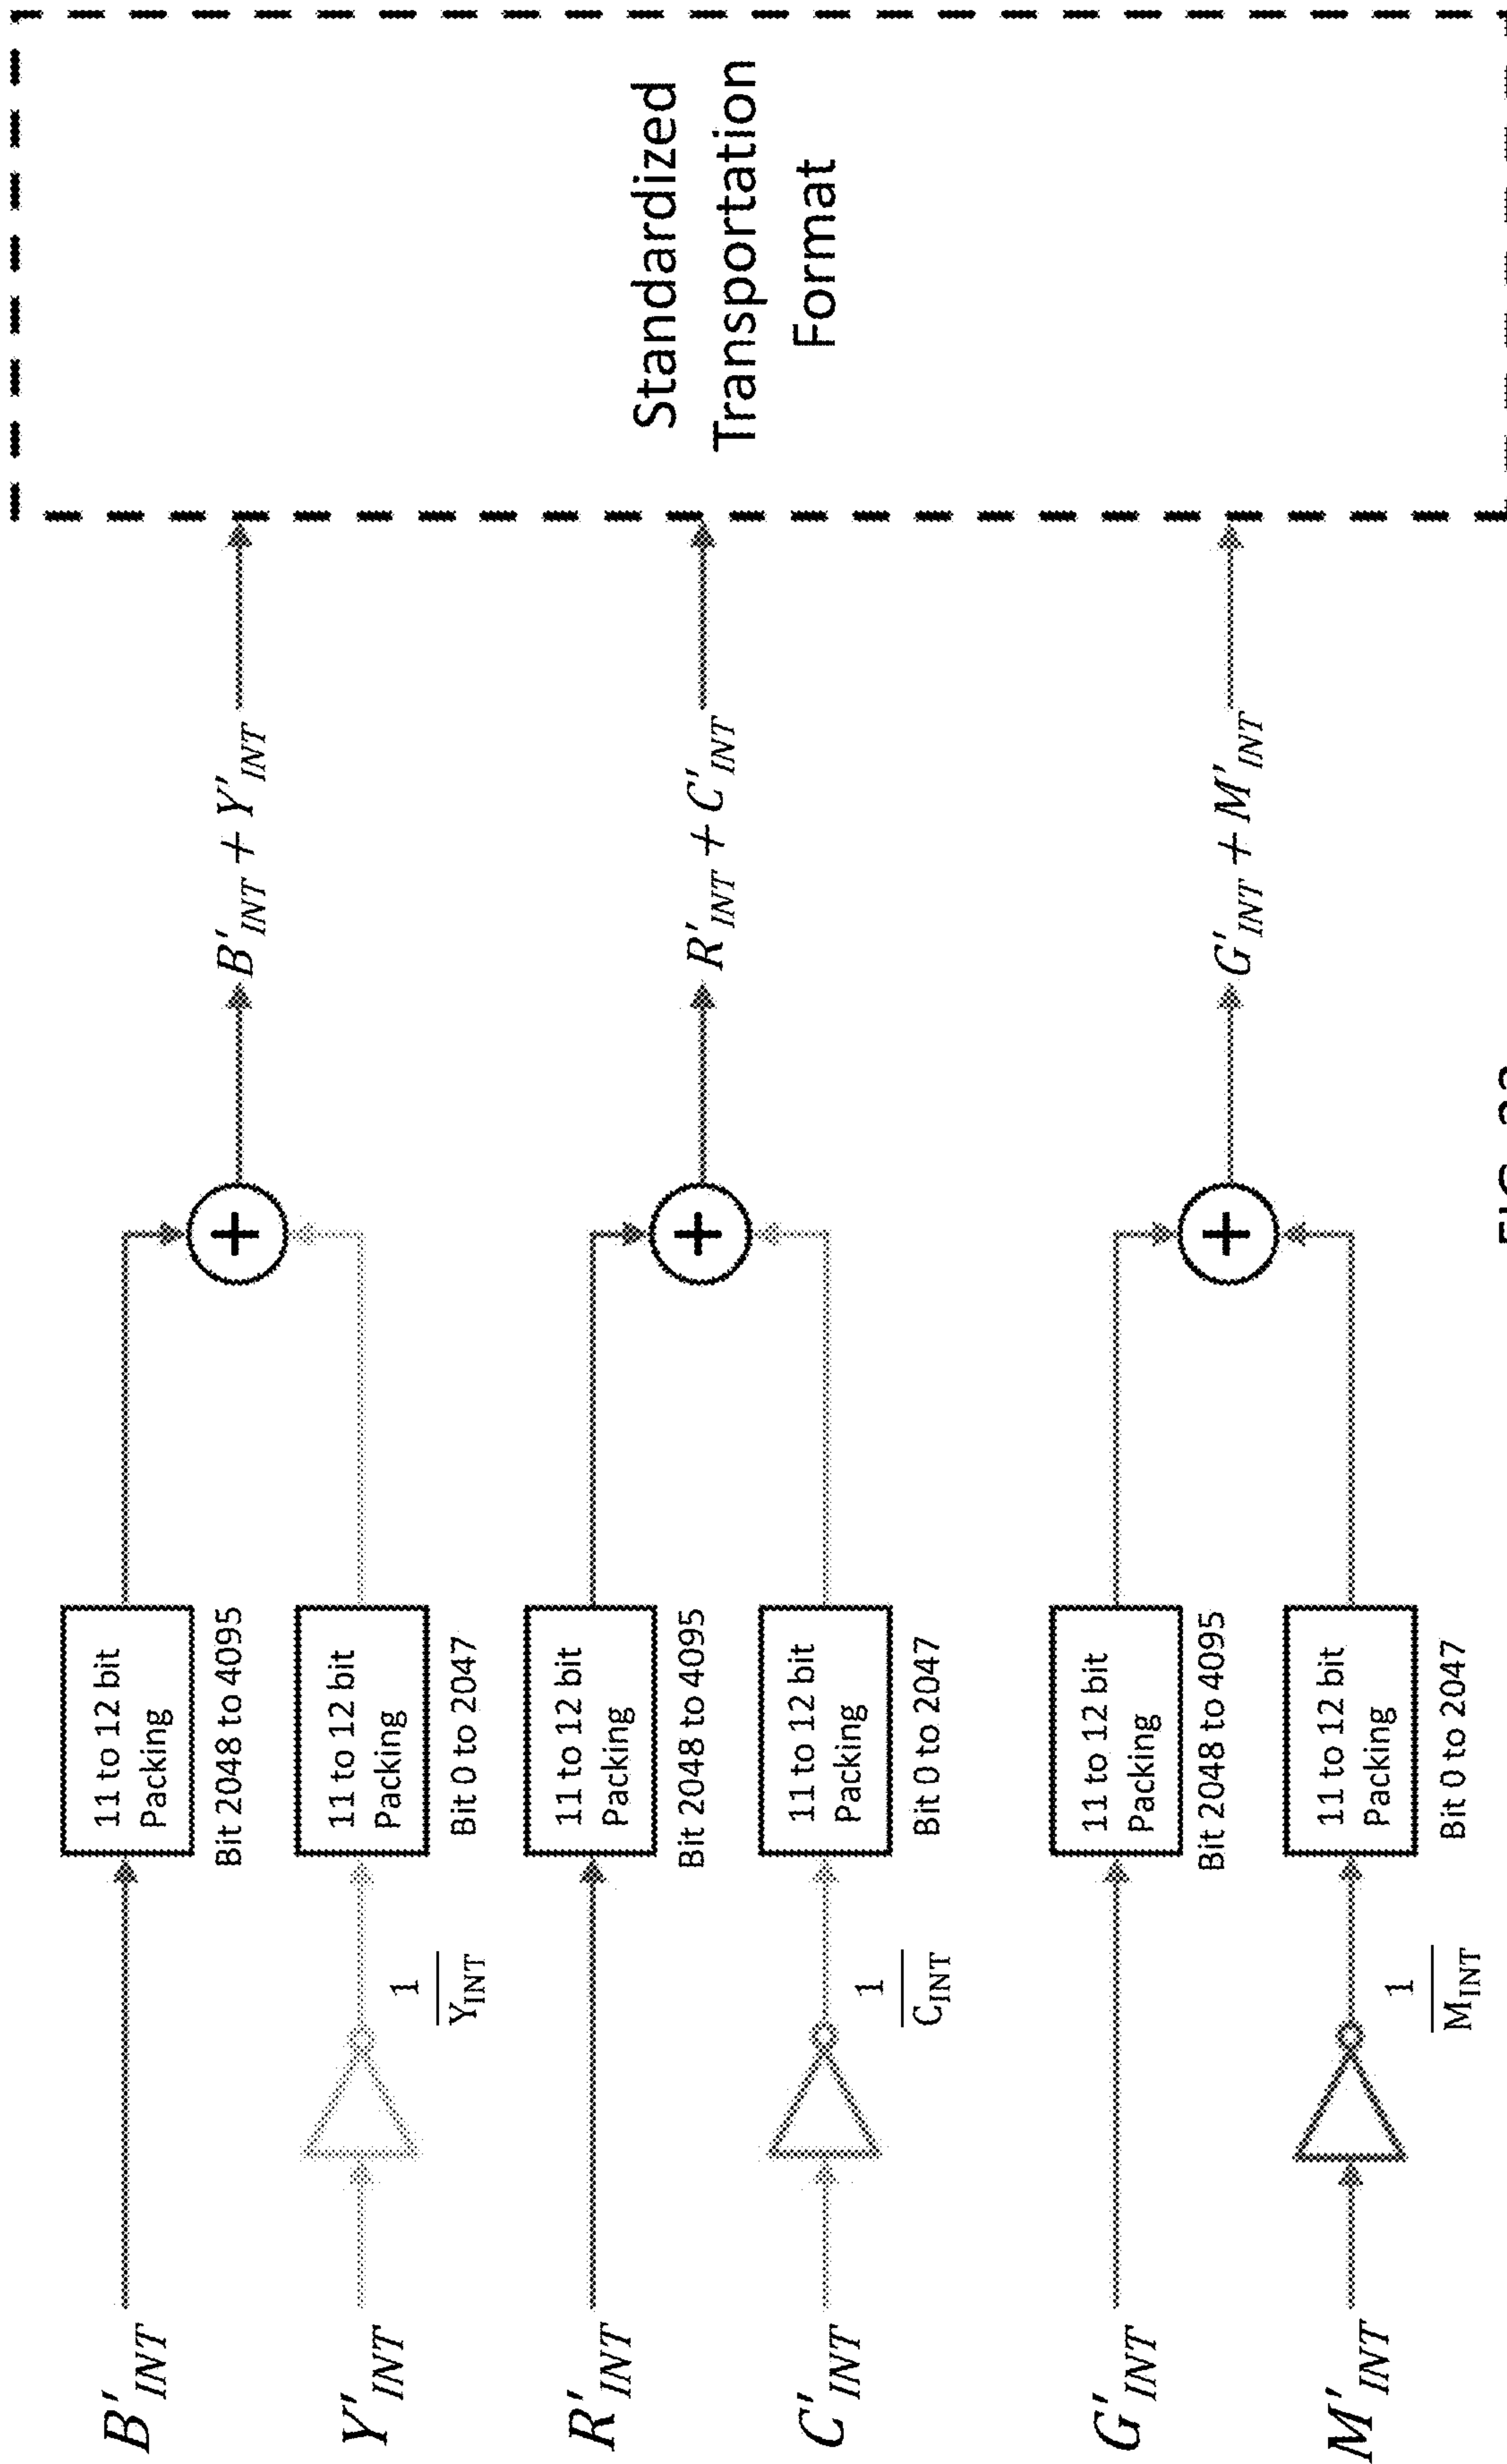 B'INT
11 to 12 bit
Packing
Bit 2048 to 4095
+
B'INT + Y'INT
Y'INT
1
YINT
11 to 12 bit
Packing
Bit 0 to 2047
R'INT
11 to 12 bit
Packing
Bit 2048 to 4095
+
R'INT + C'INT
C'INT
1
CINT
11 to 12 bit
Packing
Bit 0 to 2047
G'INT
11 to 12 bit
Packing
Bit 2048 to 4095
+
G'INT + M'INT
M'INT
1
MINT
11 to 12 bit
Packing
Bit 0 to 2047
Standardized
Transportation
Format